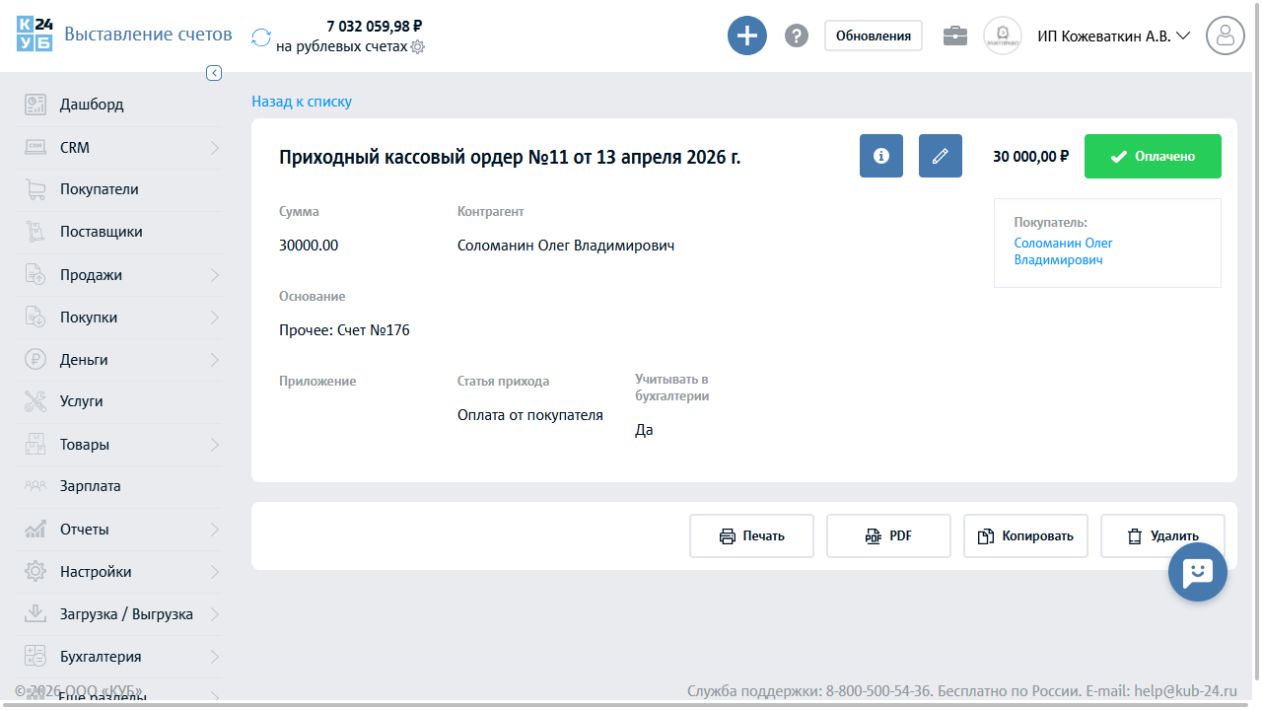 К 24
У Б
Выставление счетов
7 032 059,98 ₽
на рублевых счетах
Обновления
ИП Кожеваткин А.В.
Дашборд
CRM
Покупатели
Поставщики
Продажи
Покупки
Деньги
Услуги
Товары
Зарплата
Отчеты
Настройки
Загрузка / Выгрузка
Бухгалтерия
Еще разделы
Назад к списку
Приходный кассовый ордер №11 от 13 апреля 2026 г.
30 000,00 ₽
Оплачено
Сумма
Контрагент
30000.00
Соломанин Олег Владимирович
Покупатель:
Соломанин Олег
Владимирович
Основание
Прочее: Счет №176
Приложение
Статья прихода
Учитывать в
бухгалтерии
Оплата от покупателя
Да
Печать
PDF
Копировать
Удалить
© 2026 ООО «КУБ»
Служба поддержки: 8-800-500-54-36. Бесплатно по России. E-mail: help@kub-24.ru